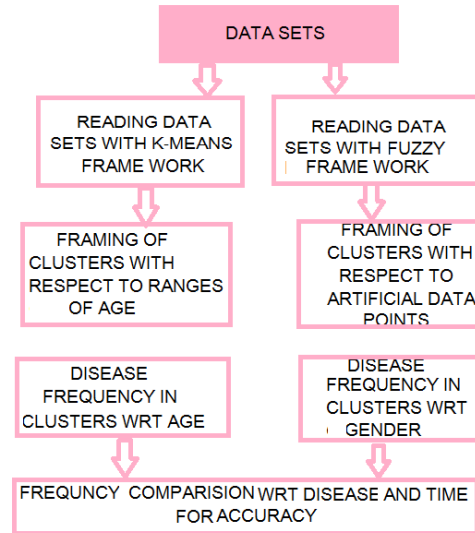 DATA SETS
READING DATA
SETS WITH K-MEANS
FRAME WORK
READING DATA
SETS WITH FUZZY
FRAME WORK
FRAMING OF
CLUSTERS WITH
RESPECT TO RANGES
OF AGE
FRAMING OF
CLUSTERS WITH
RESPECT TO
ARTIFICIAL DATA
POINTS
DISEASE
FREQUENCY IN
CLUSTERS WRT AGE
DISEASE
FREQUENCY IN
CLUSTERS WRT
GENDER
FREQUNCY COMPARISION WRT DISEASE AND TIME
FOR ACCURACY